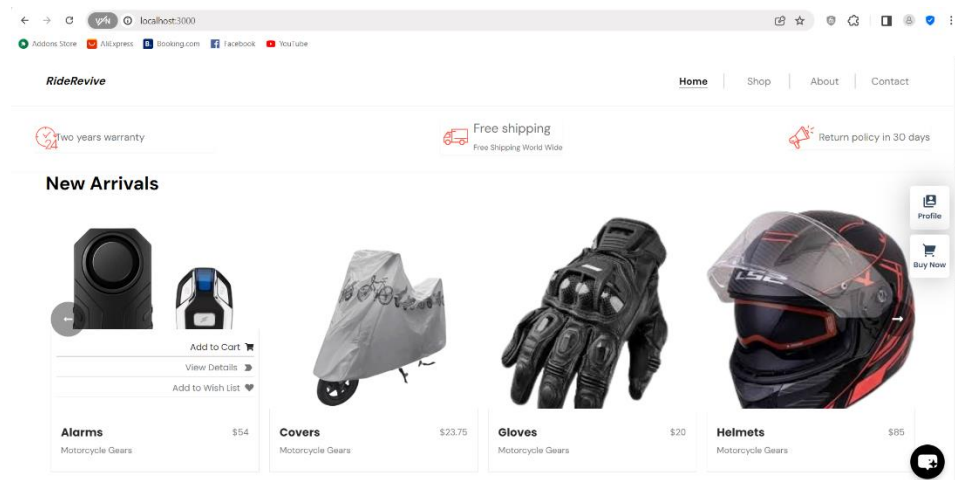 VPN
localhost:3000
Addons Store AliExpress B. Booking.com Facebook YouTube
RideRevive
Home Shop About Contact
24 Two years warranty
Free shipping
Free Shipping World Wide
Return policy in 30 days
New Arrivals
Profile
Buy Now
LS2
Add to Cart
View Details
Add to Wish List
Alarms $54
Motorcycle Gears
Covers $23.75
Motorcycle Gears
Gloves $20
Motorcycle Gears
Helmets $85
Motorcycle Gears